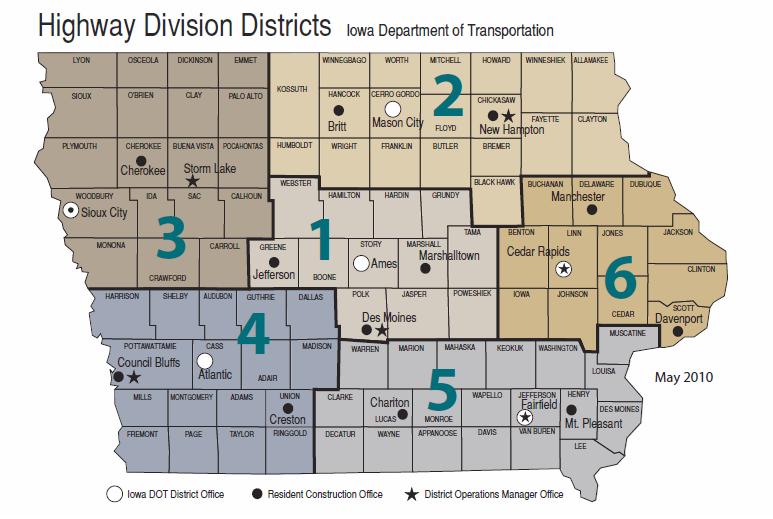 Highway Division Districts Iowa Department of Transportation
LYON OSCEOLA DICKINSON EMMET WINNEGBAGO WORTH MITCHELL HOWARD WINNESHIEK ALLAMAKEE
KOSSUTH
SIOUX O'BRIEN CLAY PALO ALTO HANCOCK CERRO GORDO 2 CHICKASAW
Britt Mason City FLOYD New Hampton FAYETTE CLAYTON
PLYMOUTH CHEROKEE BUENA VISTA POCAHONTAS HUMBOLDT WRIGHT FRANKLIN BUTLER BREMER
Cherokee Storm Lake
WEBSTER BLACK HAWK BUCHANAN DELAWARE DUBUQUE
WOODBURY IDA SAC CALHOUN HAMILTON HARDIN GRUNDY Manchester
Sioux City
3 1 TAMA BENTON LINN JONES JACKSON
MONONA CARROLL GREENE STORY MARSHALL Marshalltown Cedar Rapids
Jefferson Ames CLINTON
CRAWFORD BOONE 6
HARRISON SHELBY AUDUBON GUTHRIE DALLAS POLK JASPER POWESHIEK IOWA JOHNSON
CEDAR SCOTT
4 Des Moines Davenport
POTTAWATTAMIE CASS MADISON WARREN MARION MAHASKA KEOKUK WASHINGTON MUSCATINE
Council Bluffs
Atlantic ADAIR LOUISA May 2010
5
MILLS MONTGOMERY ADAMS UNION CLARKE Chariton WAPELLO JEFFERSON HENRY
Fairfield DES MOINES
Creston LUCAS MONROE Mt. Pleasant
FREMONT PAGE TAYLOR RINGGOLD DECATUR WAYNE APPANOOSE DAVIS VAN BUREN
LEE
Iowa DOT District Office Resident Construction Office District Operations Manager Office